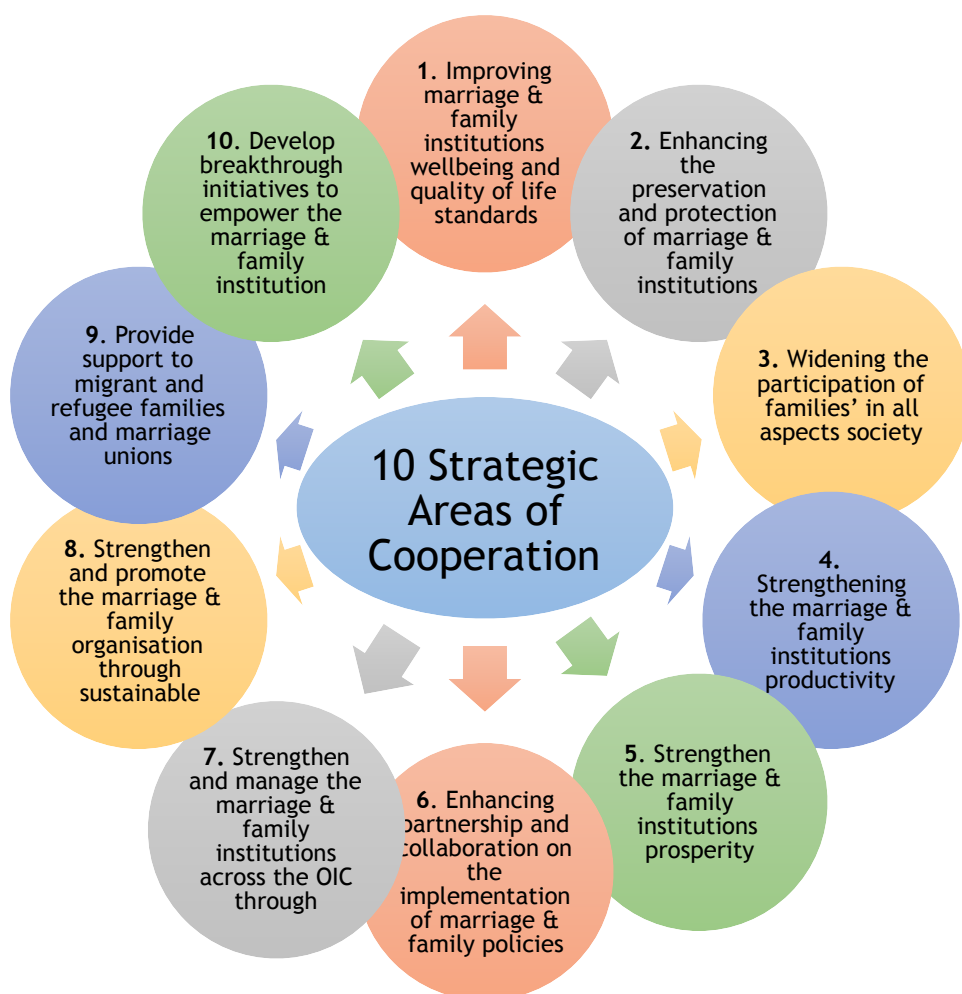 1. Improving
marriage &
family
institutions
wellbeing and
quality of life
standards
2. Enhancing
the
preservation
and protection
of marriage &
family
institutions
3. Widening the
participation of
families’ in all
aspects society
4.
Strengthening
the marriage &
family
institutions
productivity
5. Strengthen
the marriage &
family
institutions
prosperity
6. Enhancing
partnership and
collaboration on
the
implementation
of marriage &
family policies
7. Strengthen
and manage the
marriage &
family
institutions
across the OIC
through
8. Strengthen
and promote
the marriage &
family
organisation
through
sustainable
9. Provide
support to
migrant and
refugee families
and marriage
unions
10. Develop
breakthrough
initiatives to
empower the
marriage &
family
institution
10 Strategic
Areas of
Cooperation